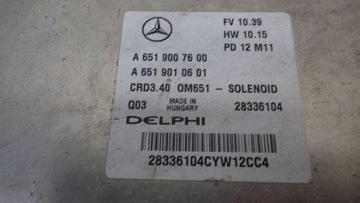 FV 10.39
HW 10.15
PD 12 M11
A 651 900 76 00
A 651 901 06 01
CRD3.40 OM651 - SOLENOID
Q03 MADE IN HUNGARY 28336104
DELPHI
28336104CYW12CC4